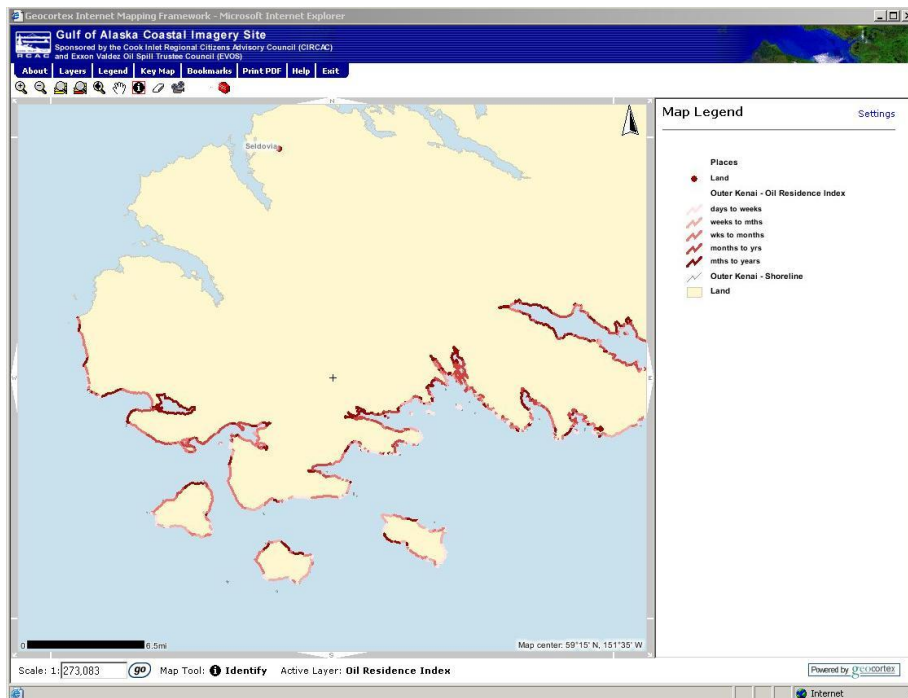 Geocortex Internet Mapping Framework - Microsoft Internet Explorer
Gulf of Alaska Coastal Imagery Site
Sponsored by the Cook Inlet Regional Citizens Advisory Council (CIRCAC)
and Exxon Valdez Oil Spill Trustee Council (EVOS)
RCAC
About Layers Legend Key Map Bookmarks Print PDF Help Exit
N
Seldovia
W
E
S
0 6.5mi
Map center: 59°15' N, 151°35' W
Map Legend Settings
Places
Land
Outer Kenai - Oil Residence Index
days to weeks
weeks to mths
wks to months
months to yrs
mths to years
Outer Kenai - Shoreline
Land
Scale: 1: 273,083 go Map Tool: Identify Active Layer: Oil Residence Index
Powered by geocortex
Internet